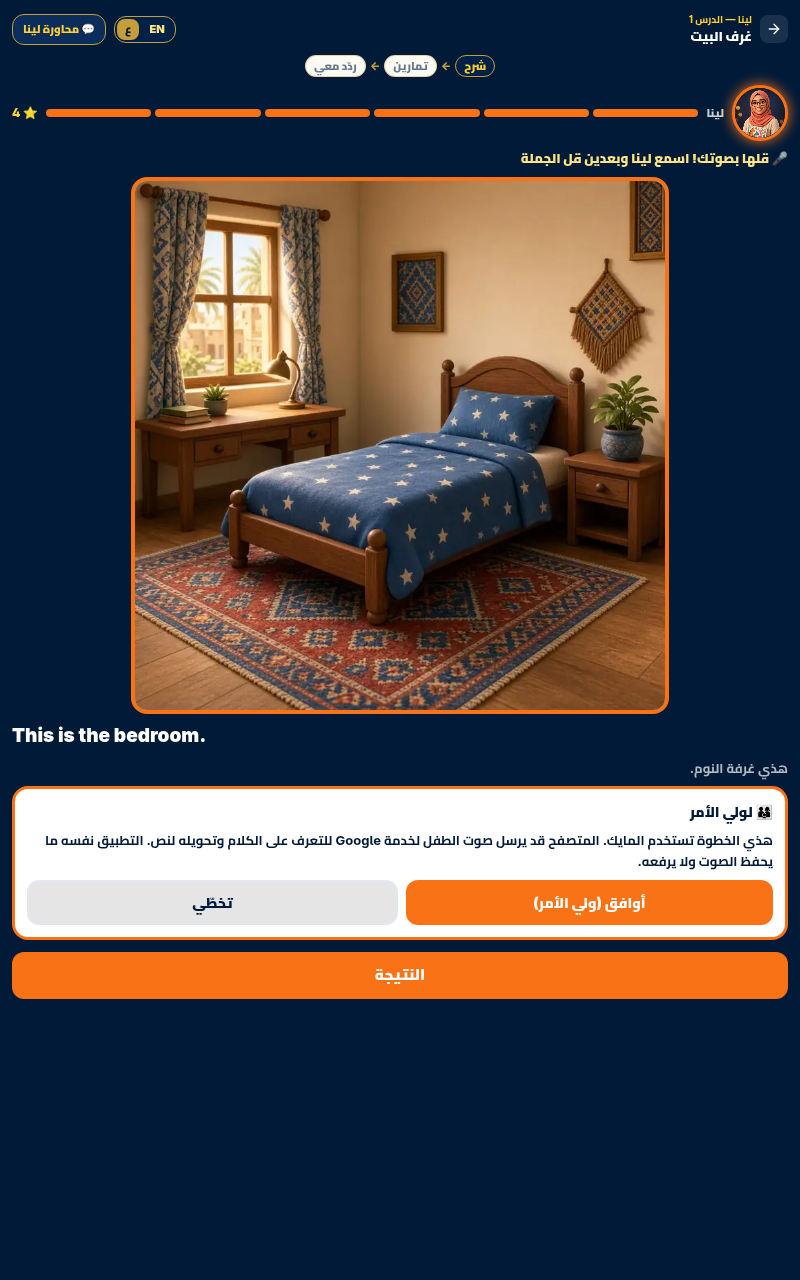 لينا — الدرس 1
غرف البيت
EN
ع
💬 محاورة لينا
شرح ← تمارين ← ردّد معي
لينا
⭐ 4
🎤 قلها بصوتك! اسمع لينا وبعدين قل الجملة
This is the bedroom.
هذي غرفة النوم.
👨‍👩‍👦 لولي الأمر
هذي الخطوة تستخدم المايك. المتصفح قد يرسل صوت الطفل لخدمة Google للتعرف على الكلام وتحويله لنص. التطبيق نفسه ما
يحفظ الصوت ولا يرفعه.
أوافق (ولي الأمر)
تخطّي
النتيجة